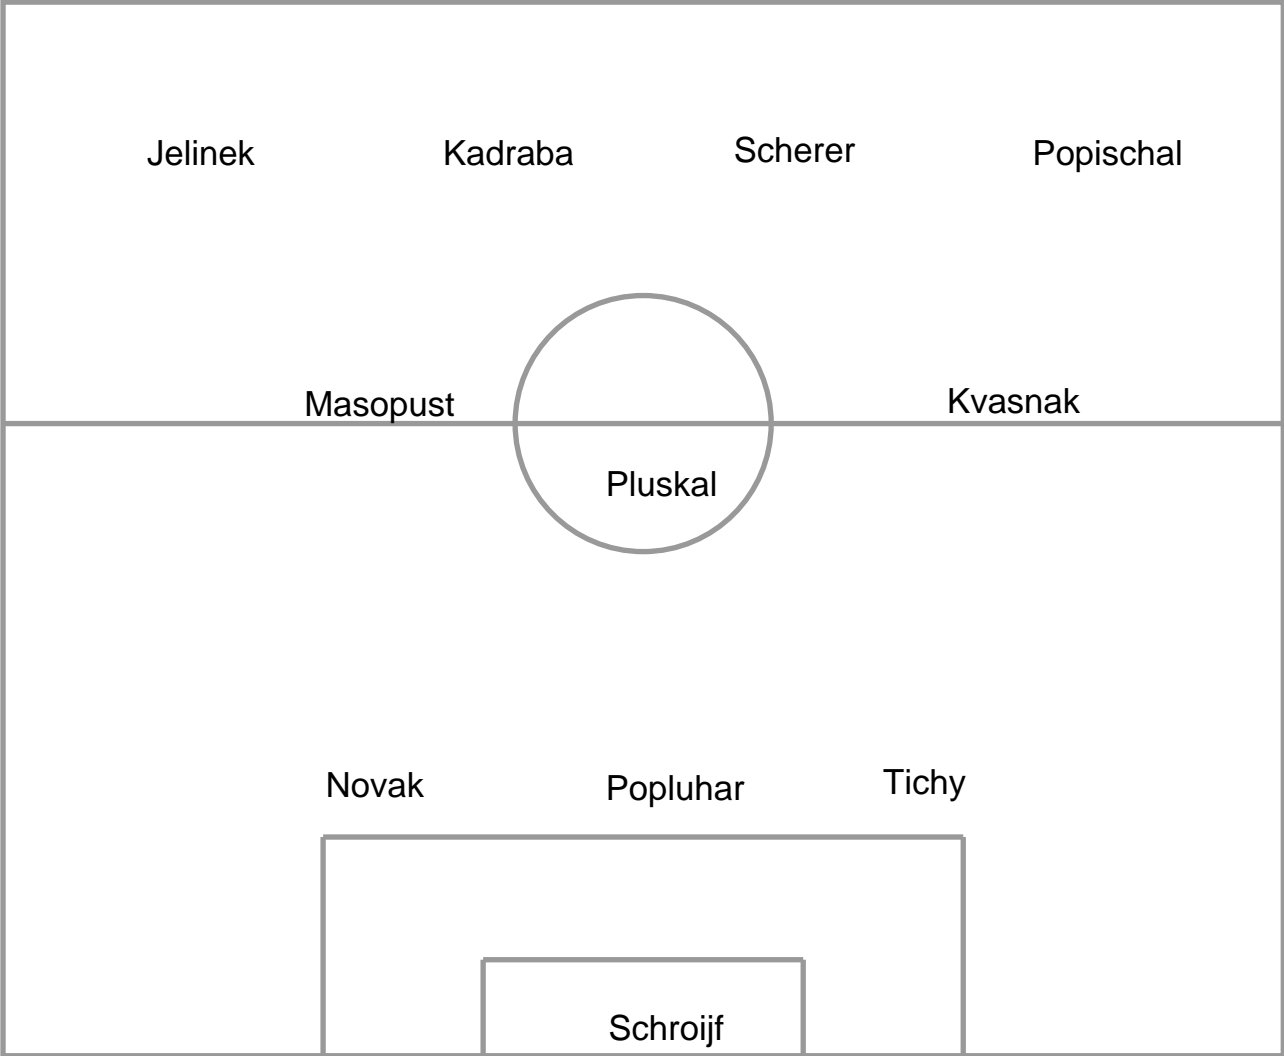 Jelinek Kadraba Scherer Popischal
Masopust Kvasnak
Pluskal
Novak Popluhar Tichy
Schroijf